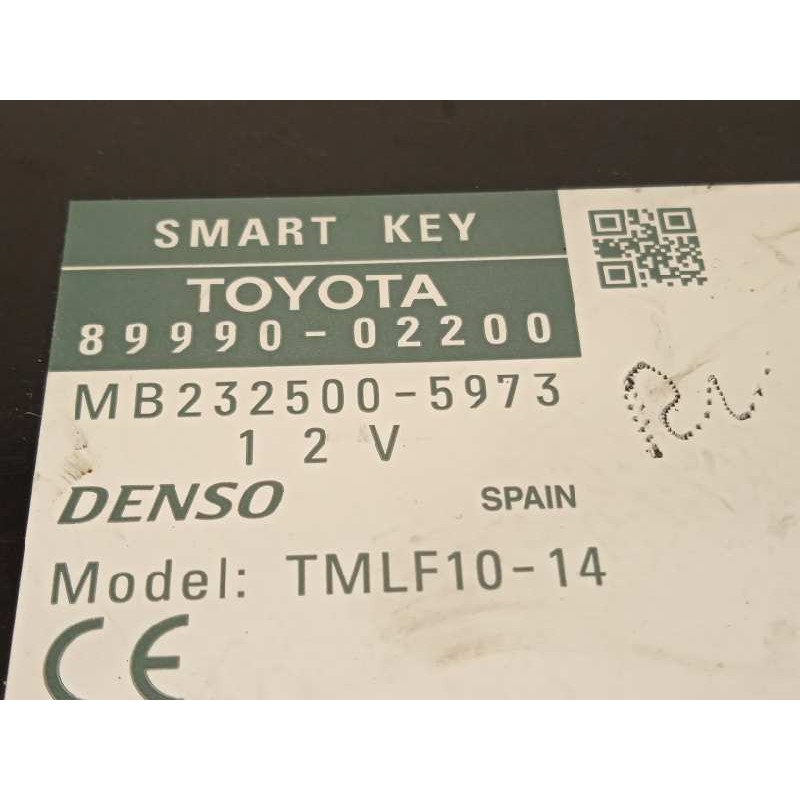 SMART KEY
TOYOTA
89990-02200
MB232500-5973
12V
DENSO SPAIN
Model: TMLF10-14
CE